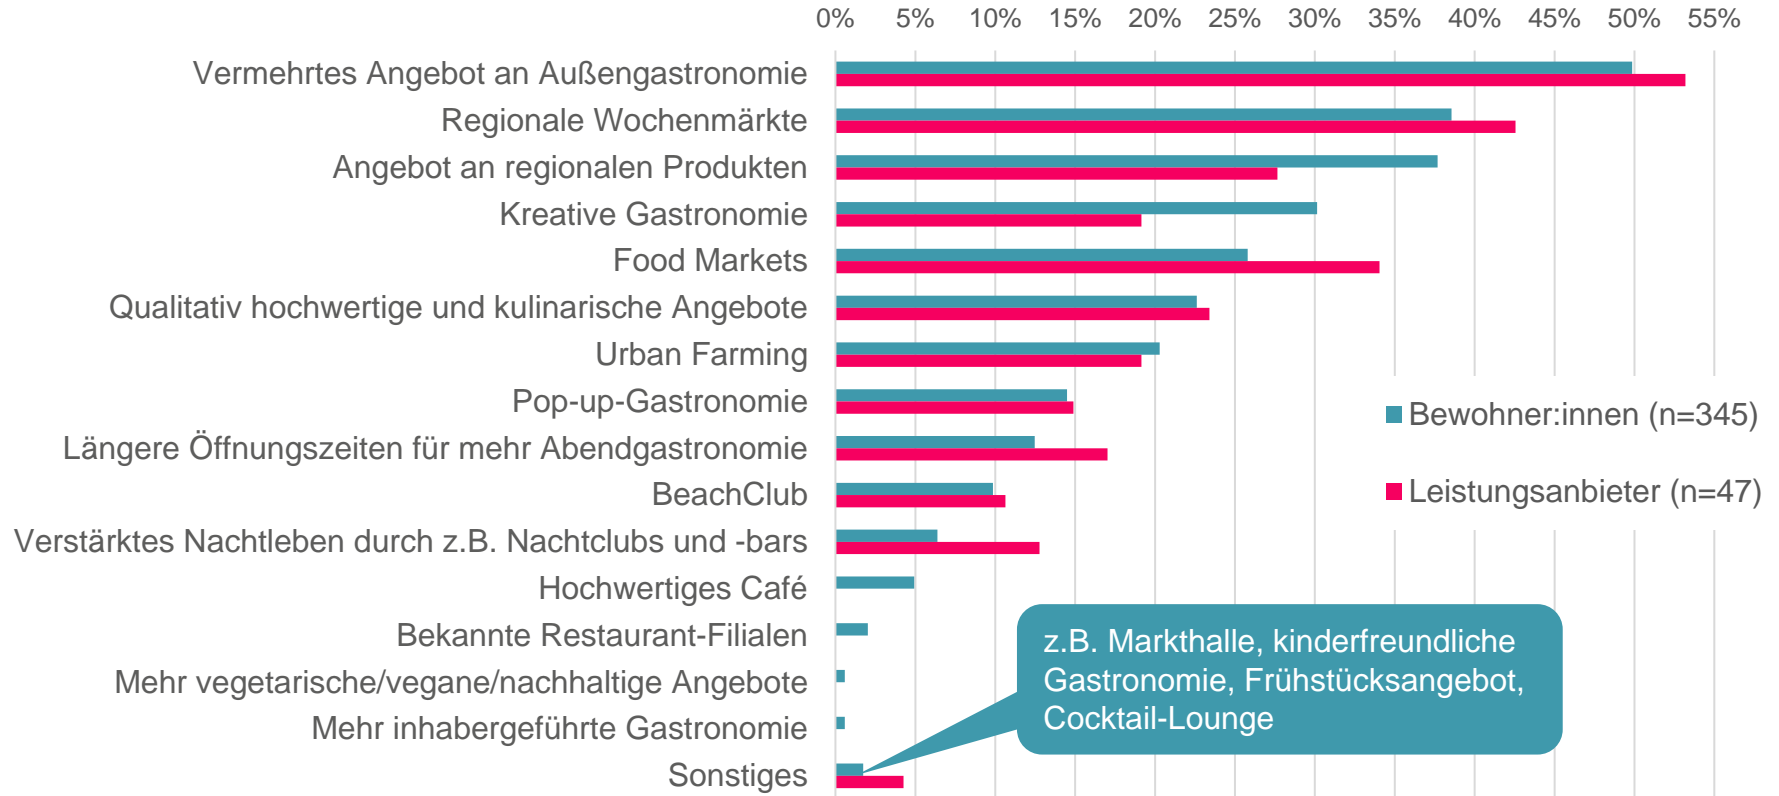 0% 5% 10% 15% 20% 25% 30% 35% 40% 45% 50% 55%
Vermehrtes Angebot an Außengastronomie
Regionale Wochenmärkte
Angebot an regionalen Produkten
Kreative Gastronomie
Food Markets
Qualitativ hochwertige und kulinarische Angebote
Urban Farming
Pop-up-Gastronomie
Längere Öffnungszeiten für mehr Abendgastronomie
BeachClub
Verstärktes Nachtleben durch z.B. Nachtclubs und -bars
Hochwertiges Café
Bekannte Restaurant-Filialen
Mehr vegetarische/vegane/nachhaltige Angebote
Mehr inhabergeführte Gastronomie
Sonstiges
Bewohner:innen (n=345)
Leistungsanbieter (n=47)
z.B. Markthalle, kinderfreundliche
Gastronomie, Frühstücksangebot,
Cocktail-Lounge